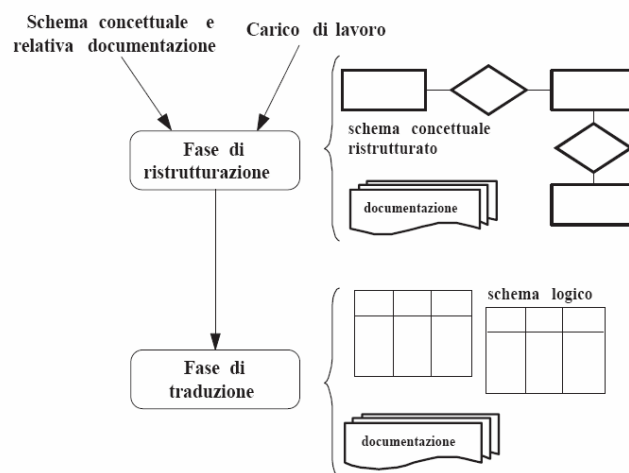 Schema concettuale e
relativa documentazione
Carico di lavoro
Fase di
ristrutturazione
schema concettuale
ristrutturato
documentazione
schema logico
Fase di
traduzione
documentazione